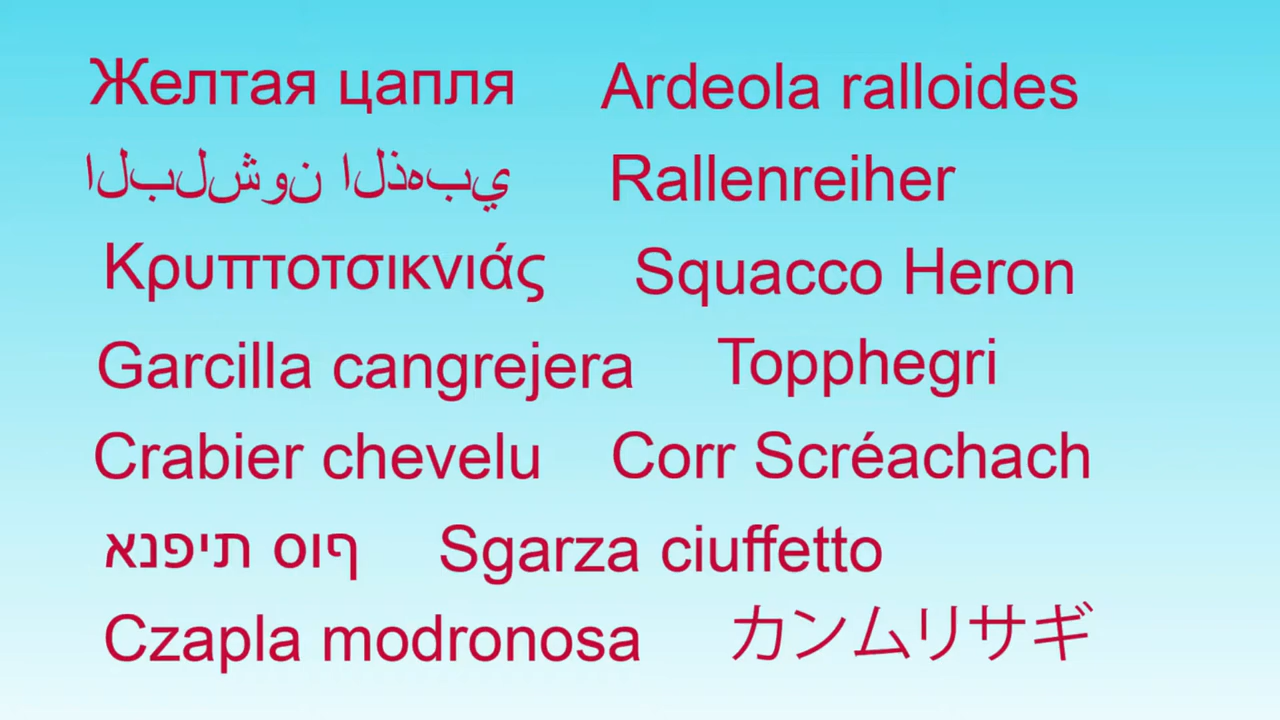 Желтая цапля Ardeola ralloides
البلشون الذهبي Rallenreiher
Κρυπτοτσικνιάς Squacco Heron
Garcilla cangrejera Topphegri
Crabier chevelu Corr Scréachach
אנפית סוף Sgarza ciuffetto
Czapla modronosa カンムリサギ